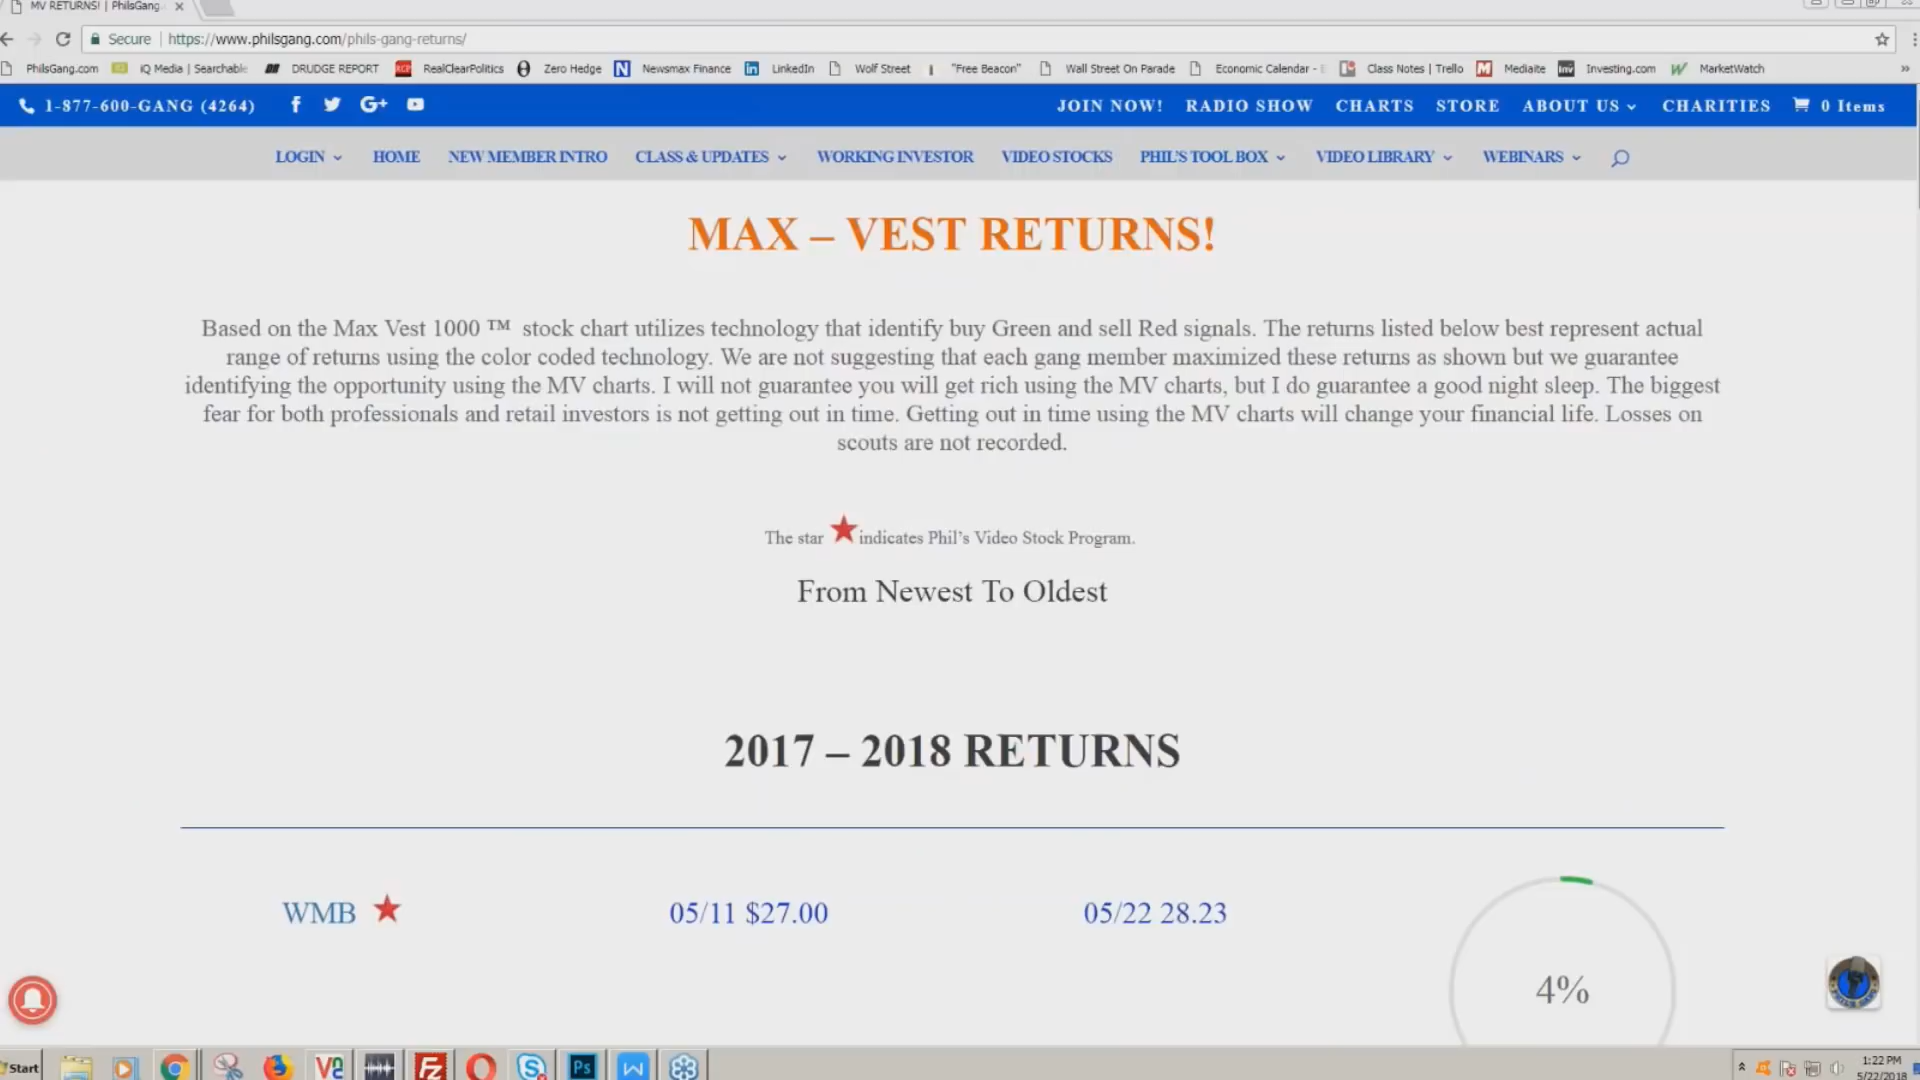 MV RETURNS! | PhilsGang
Secure https://www.philsgang.com/phils-gang-returns/
PhilsGang.com iQ Media | Searchable DRUDGE REPORT RealClearPolitics Zero Hedge Newsmax Finance LinkedIn Wolf Street "Free Beacon" Wall Street On Parade Economic Calendar - Class Notes | Trello Mediaite Investing.com MarketWatch »
1-877-600-GANG (4264) JOIN NOW! RADIO SHOW CHARTS STORE ABOUT US CHARITIES 0 Items
LOGIN HOME NEW MEMBER INTRO CLASS & UPDATES WORKING INVESTOR VIDEO STOCKS PHIL'S TOOL BOX VIDEO LIBRARY WEBINARS
MAX – VEST RETURNS!
Based on the Max Vest 1000 ™ stock chart utilizes technology that identify buy Green and sell Red signals. The returns listed below best represent actual
range of returns using the color coded technology. We are not suggesting that each gang member maximized these returns as shown but we guarantee
identifying the opportunity using the MV charts. I will not guarantee you will get rich using the MV charts, but I do guarantee a good night sleep. The biggest
fear for both professionals and retail investors is not getting out in time. Getting out in time using the MV charts will change your financial life. Losses on
scouts are not recorded.
The star indicates Phil's Video Stock Program.
From Newest To Oldest
2017 – 2018 RETURNS
WMB 05/11 $27.00 05/22 28.23
4%
Start
1:22 PM
5/22/2018